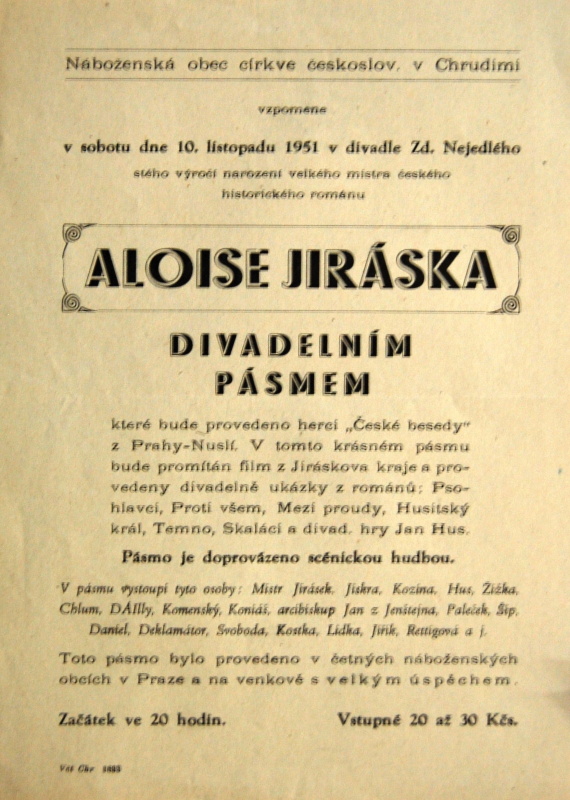 Náboženská obec církve českoslov. v Chrudimi
vzpomene
v sobotu dne 10. listopadu 1951 v divadle Zd. Nejedlého
stého výročí narození velkého mistra českého
historického románu
ALOISE JIRÁSKA
DIVADELNÍM
PÁSMEM
které bude provedeno herci „České besedy"
z Prahy-Nuslí. V tomto krásném pásmu
bude promítán film z Jiráskova kraje a pro-
vedeny divadelně ukázky z románů: Pso-
hlavci, Proti všem, Mezi proudy, Husitský
král, Temno, Skaláci a divad. hry Jan Hus.
Pásmo je doprovázeno scénickou hudbou.
V pásmu vystoupí tyto osoby: Mistr Jirásek, Jiskra, Kozina, Hus, Žižka,
Chlum, DÁIlly, Komenský, Koniáš, arcibiskup Jan z Jenštejna, Paleček, Šíp,
Daniel, Deklamátor, Svoboda, Kostka, Lidka, Jiřík, Rettigová a j.
Toto pásmo bylo provedeno v četných náboženských
obcích v Praze a na venkově s velkým úspěchem.
Začátek ve 20 hodin. Vstupné 20 až 30 Kčs.
Chr